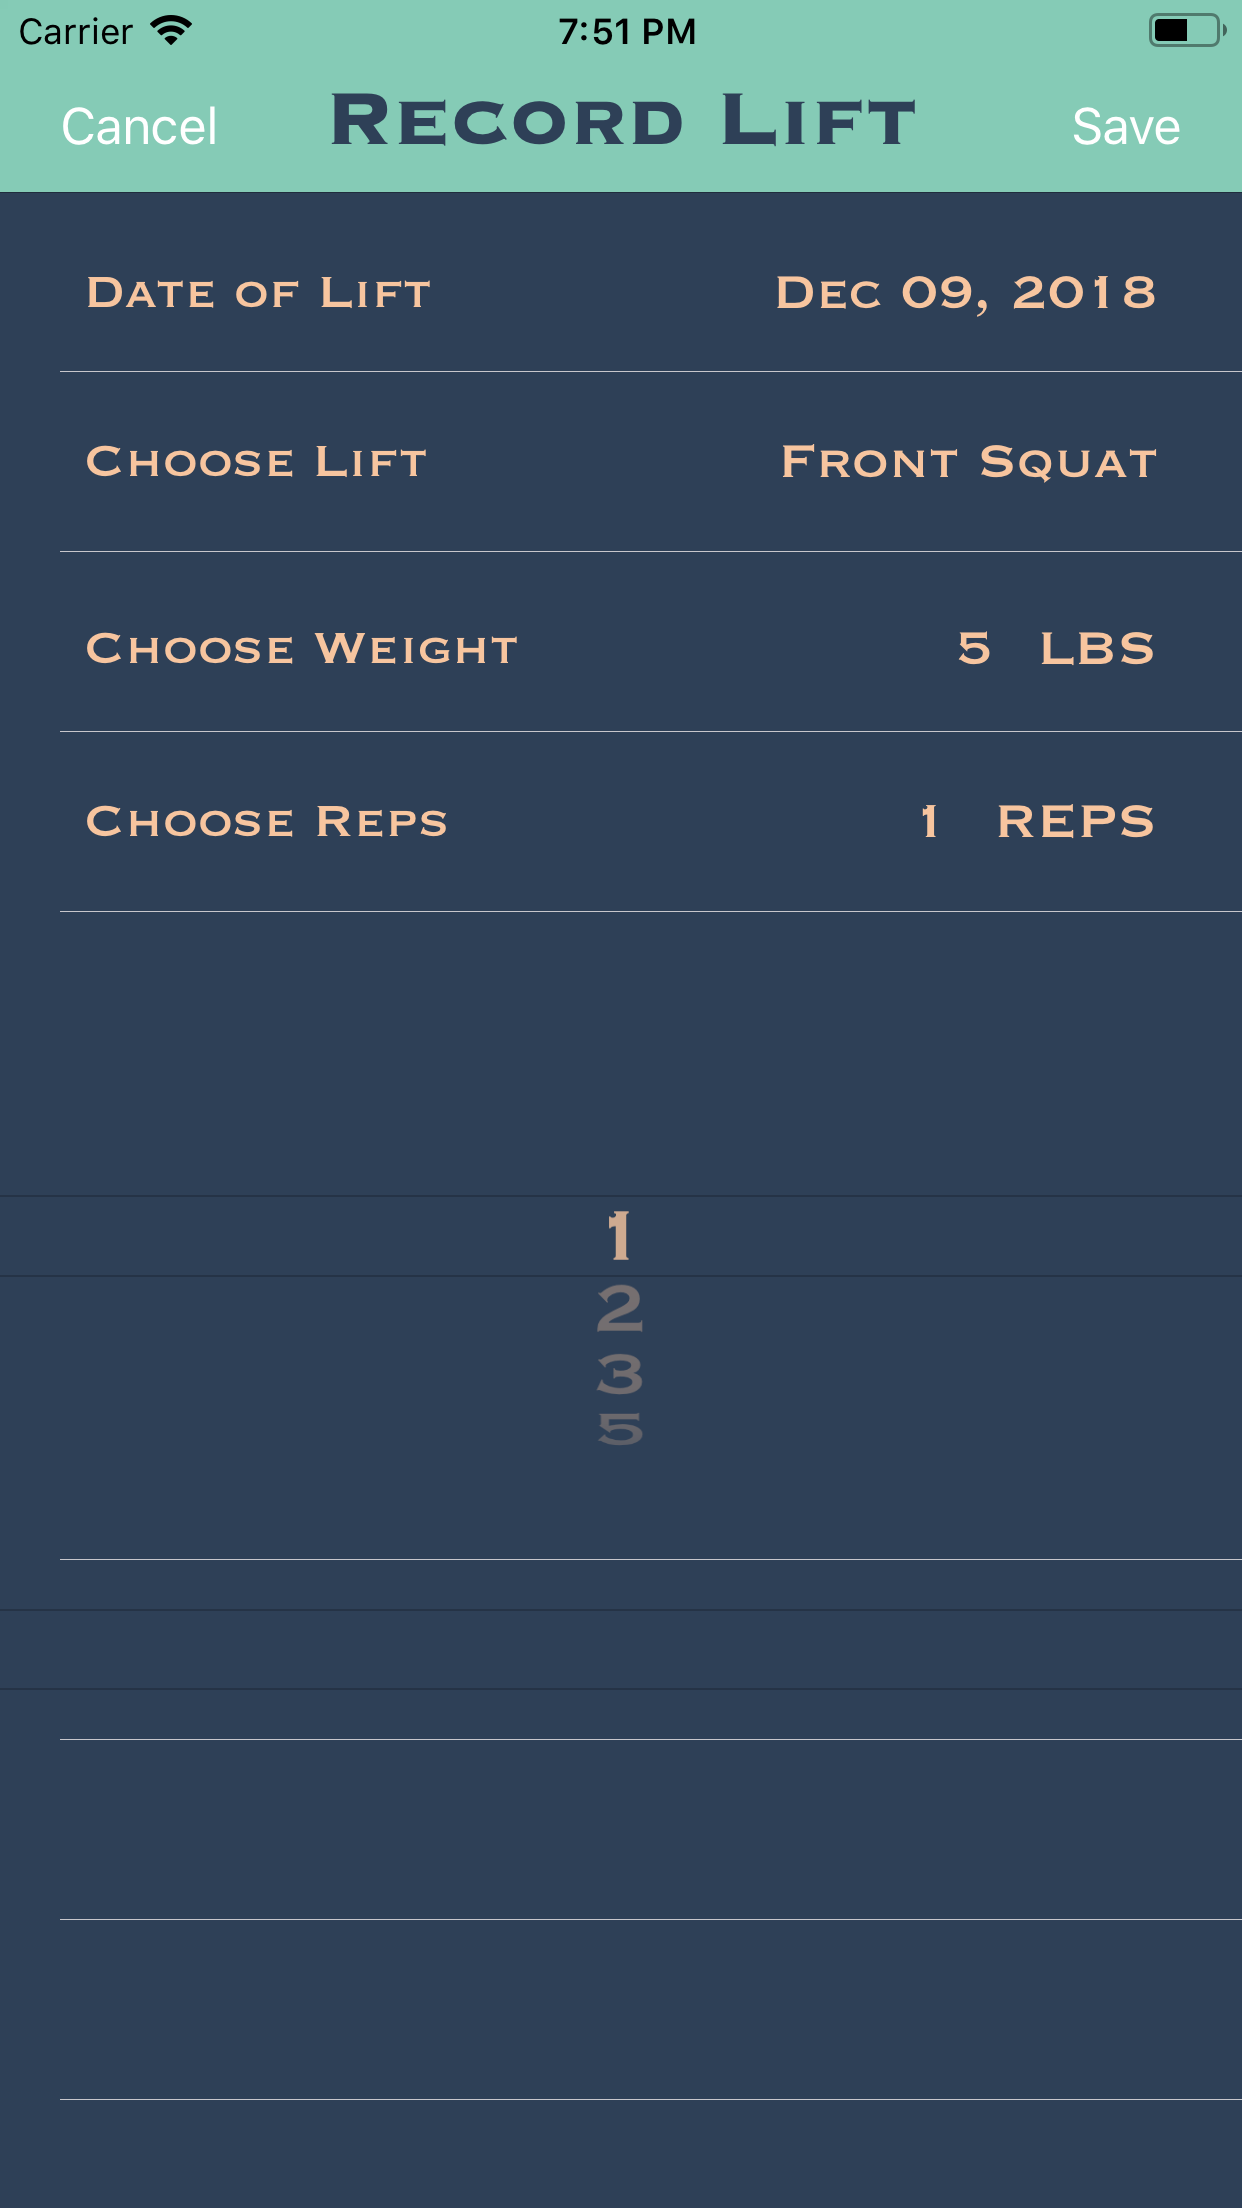 Carrier 7:51 PM
Cancel Record Lift Save
Date of Lift Dec 09, 2018
Choose Lift Front Squat
Choose Weight 5 LBS
Choose Reps 1 REPS
1
2
3
5